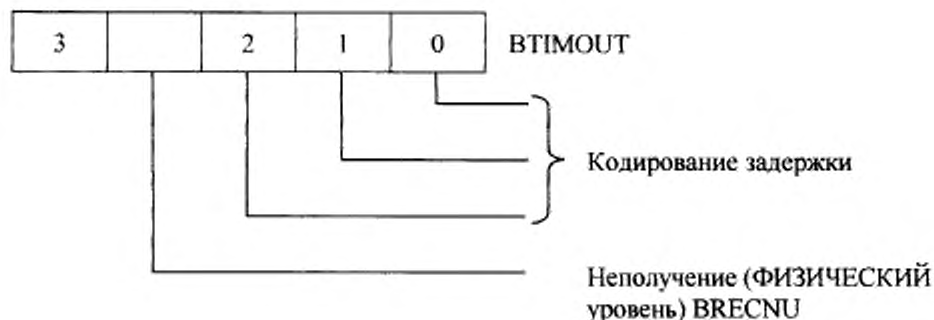 3 2 1 0 BTIMOUT
Кодирование задержки
Неполучение (ФИЗИЧЕСКИЙ
уровень) BRECNU